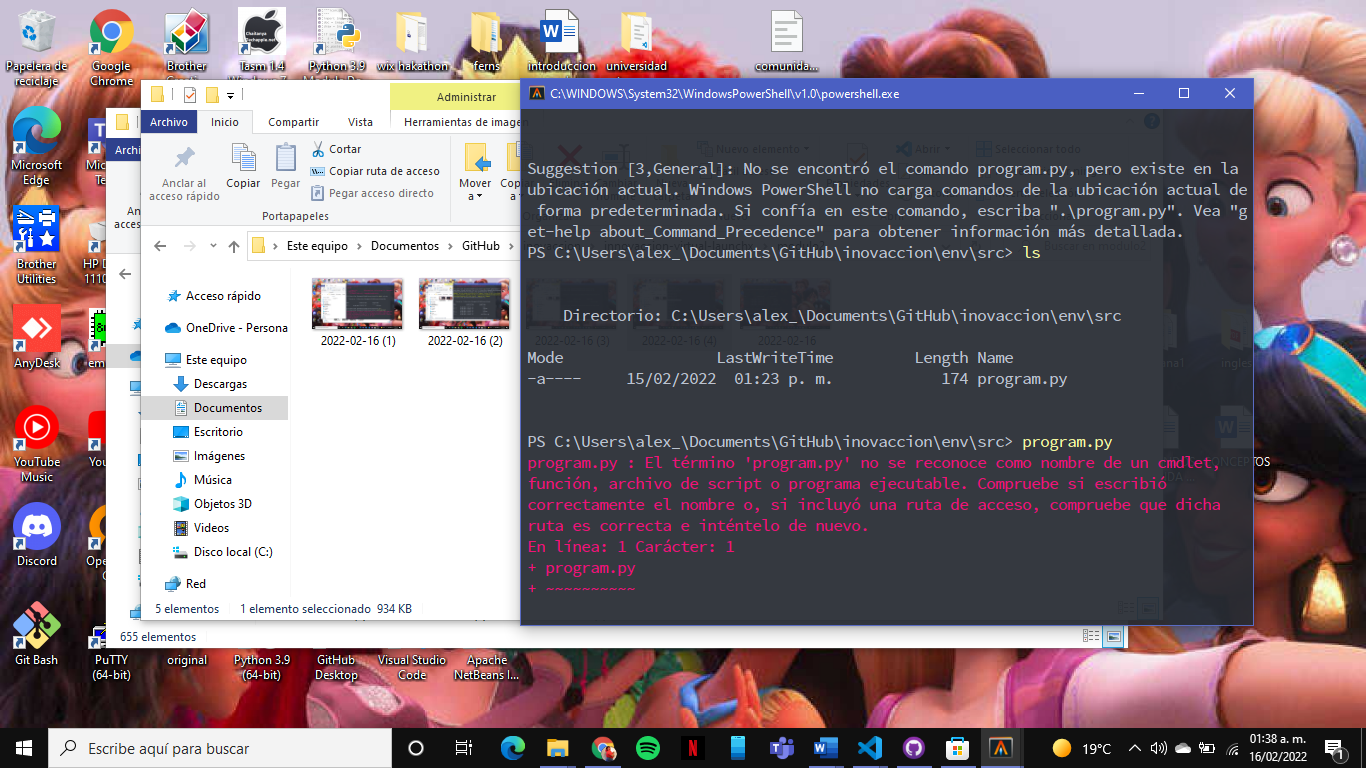 Papelera de
reciclaje
Google
Chrome
Brother
Chaitanya
Tasm 1.4
Python 3.9
wix-hakathon
ferns
introduccion
universidad
comunida...
Microsoft
Edge
Brother
Utilities
HP D
1110
AnyDesk
YouTube
Music
Discord
Git Bash
PuTTY
(64-bit)
original
Python 3.9
(64-bit)
GitHub
Desktop
Visual Studio
Code
Apache
NetBeans I...
Administrar
Archivo
Inicio
Compartir
Vista
Herramientas de imagen
Anclar al
acceso rápido
Copiar
Pegar
Cortar
Copiar ruta de acceso
Pegar acceso directo
Portapapeles
Mover
a
Este equipo
Documentos
GitHub
Acceso rápido
OneDrive - Persona
Este equipo
Descargas
Documentos
Escritorio
Imágenes
Música
Objetos 3D
Videos
Disco local (C:)
Red
2022-02-16 (1)
2022-02-16 (2)
5 elementos
1 elemento seleccionado 934 KB
655 elementos
C:\WINDOWS\System32\WindowsPowerShell\v1.0\powershell.exe
Suggestion [3,General]: No se encontró el comando program.py, pero existe en la
ubicación actual. Windows PowerShell no carga comandos de la ubicación actual de
forma predeterminada. Si confía en este comando, escriba ".\program.py". Vea "g
et-help about_Command_Precedence" para obtener información más detallada.
PS C:\Users\alex_\Documents\GitHub\inovaccion\env\src> ls
Directorio: C:\Users\alex_\Documents\GitHub\inovaccion\env\src
Mode LastWriteTime Length Name
-a---- 15/02/2022 01:23 p. m. 174 program.py
PS C:\Users\alex_\Documents\GitHub\inovaccion\env\src> program.py
program.py : El término 'program.py' no se reconoce como nombre de un cmdlet,
función, archivo de script o programa ejecutable. Compruebe si escribió
correctamente el nombre o, si incluyó una ruta de acceso, compruebe que dicha
ruta es correcta e inténtelo de nuevo.
En línea: 1 Carácter: 1
+ program.py
+ ~~~~~~~~~~
Escribe aquí para buscar
19°C
01:38 a. m.
16/02/2022
1